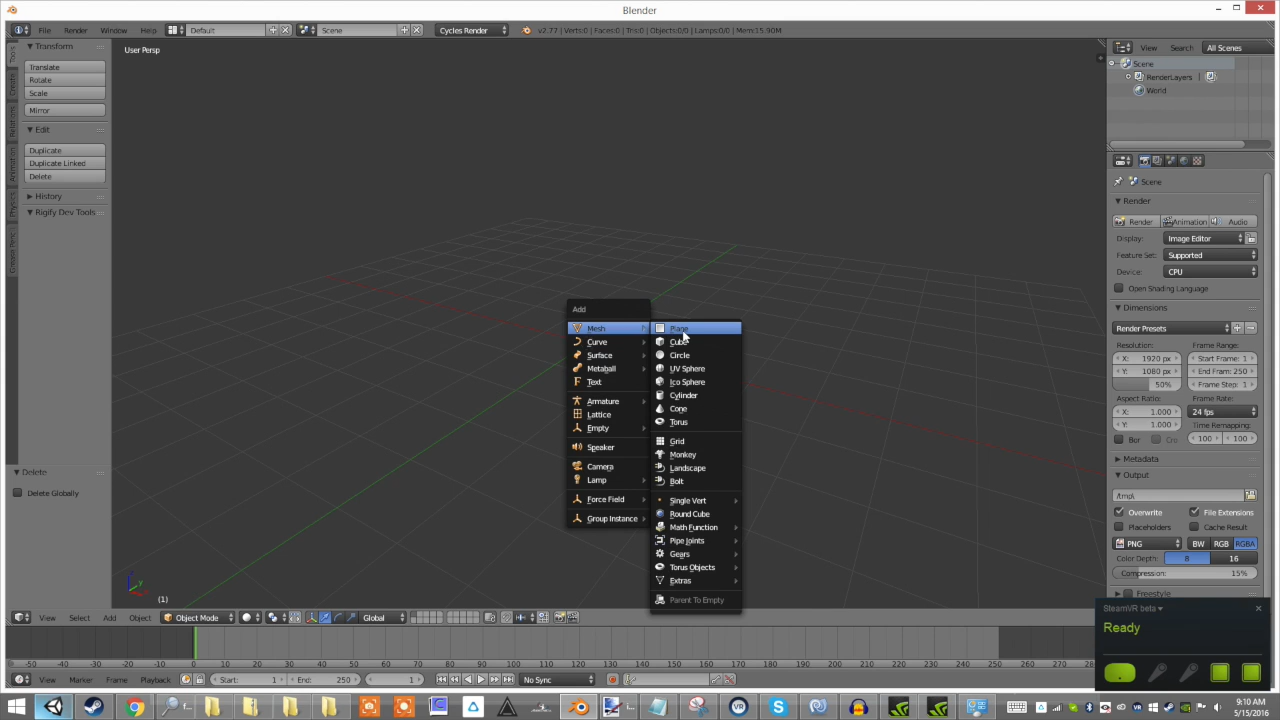 Blender
File Render Window Help Default Scene Cycles Render v2.77 | Verts:0 | Faces:0 | Tris:0 | Objects:0/0 | Lamps:0/0 | Mem:15.90M
View Search All Scenes
Tools
Create
Relations
Animation
Physics
Grease Pencil
Transform
Translate
Rotate
Scale
Mirror
Edit
Duplicate
Duplicate Linked
Delete
History
Rigify Dev Tools
Delete
Delete Globally
User Persp
(1)
Add
Mesh
Curve
Surface
Metaball
Text
Armature
Lattice
Empty
Speaker
Camera
Lamp
Force Field
Group Instance
Plane
Cube
Circle
UV Sphere
Ico Sphere
Cylinder
Cone
Torus
Grid
Monkey
Landscape
Bolt
Single Vert
Round Cube
Math Function
Pipe Joints
Gears
Torus Objects
Extras
Parent To Empty
Scene
RenderLayers
World
Scene
Render
Render Animation Audio
Display: Image Editor
Feature Set: Supported
Device: CPU
Open Shading Language
Dimensions
Render Presets
Resolution: Frame Range:
X: 1920 px Start Frame: 1
Y: 1080 px End Fram: 250
50% Frame Step: 1
Aspect Ratio: Frame Rate:
X: 1.000 24 fps
Y: 1.000 Time Remapping:
Bor Cro 100 100
Metadata
Output
/tmp\
Overwrite File Extensions
Placeholders Cache Result
PNG BW RGB RGBA
Color Depth: 8 16
Compression: 15%
Freestyle
SteamVR beta
Ready
View Select Add Object Object Mode Global
-50 -40 -30 -20 -10 0 10 20 30 40 50 60 70 80 90 100 110 120 130 140 150 160 170 180 190 200 210 220 230 240 250 260 270 280
View Marker Frame Playback Start: 1 End: 250 1 No Sync
9:10 AM
5/15/2016